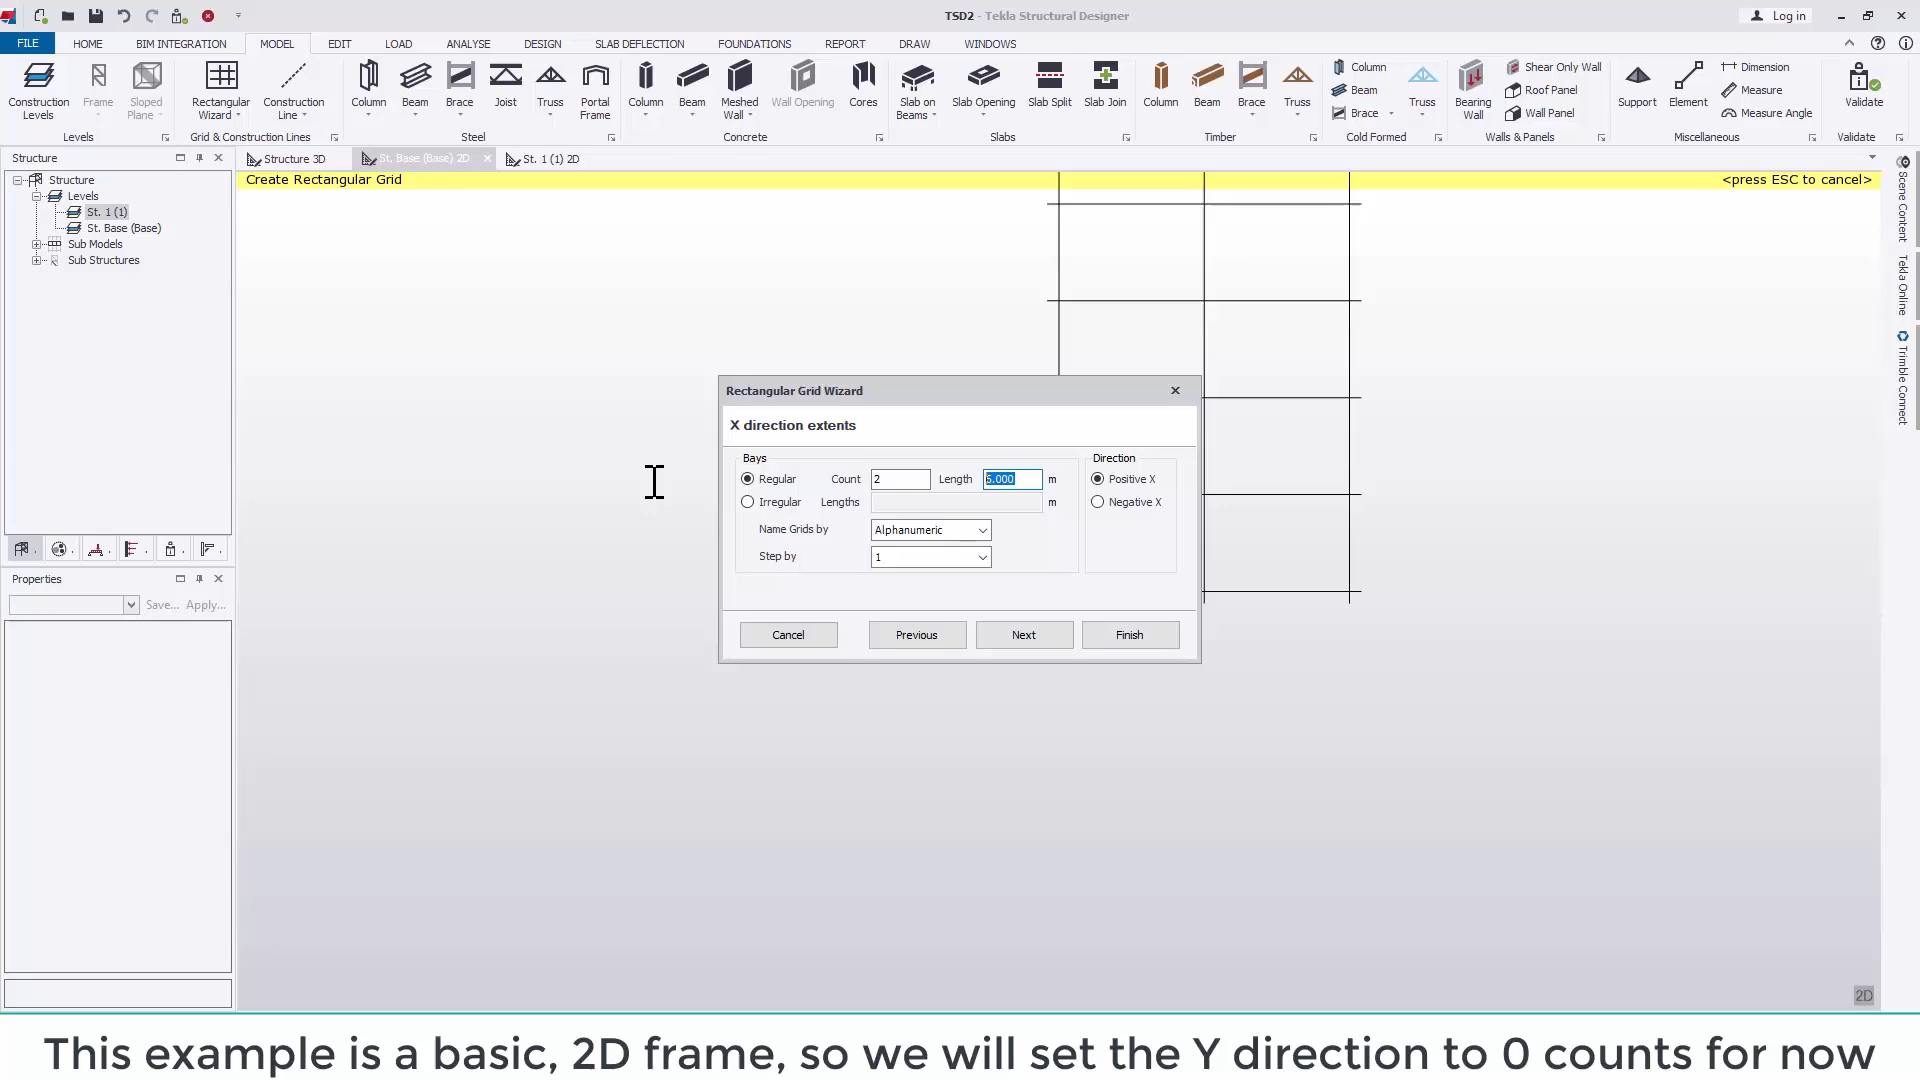 TSD2 - Tekla Structural Designer
Log in
FILE
HOME
BIM INTEGRATION
MODEL
EDIT
LOAD
ANALYSE
DESIGN
SLAB DEFLECTION
FOUNDATIONS
REPORT
DRAW
WINDOWS
Construction Levels
Frame
Sloped Plane
Levels
Rectangular Wizard
Construction Line
Grid & Construction Lines
Column
Beam
Brace
Joist
Truss
Portal Frame
Steel
Column
Beam
Meshed Wall
Wall Opening
Cores
Concrete
Slab on Beams
Slab Opening
Slab Split
Slab Join
Slabs
Column
Beam
Brace
Truss
Timber
Column
Beam
Brace
Truss
Cold Formed
Bearing Wall
Shear Only Wall
Roof Panel
Wall Panel
Walls & Panels
Support
Element
Dimension
Measure
Measure Angle
Miscellaneous
Validate
Validate
Structure
Structure 3D
St. Base (Base) 2D
St. 1 (1) 2D
Create Rectangular Grid
<press ESC to cancel>
Structure
Levels
St. 1 (1)
St. Base (Base)
Sub Models
Sub Structures
Properties
Save... Apply...
Rectangular Grid Wizard
X direction extents
Bays
Direction
Regular Count 2 Length 5.000 m
Positive X
Irregular Lengths m
Negative X
Name Grids by Alphanumeric
Step by 1
Cancel
Previous
Next
Finish
Scene Content
Tekla Online
Trimble Connect
2D
This example is a basic, 2D frame, so we will set the Y direction to 0 counts for now